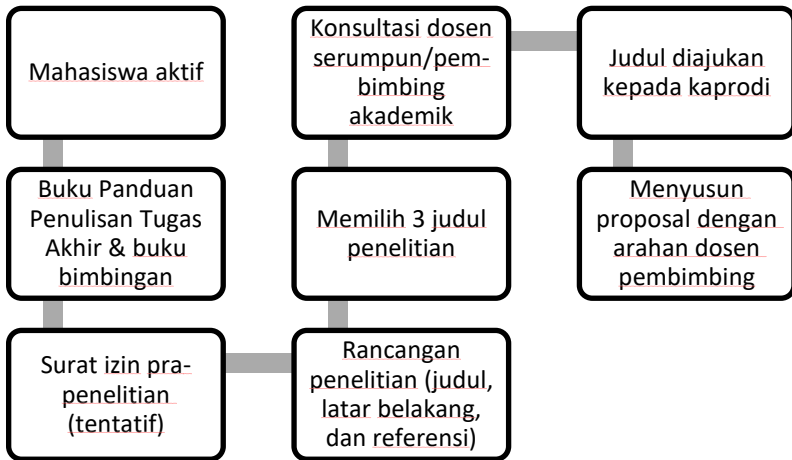 Mahasiswa aktif
Buku Panduan
Penulisan Tugas
Akhir & buku
bimbingan
Surat izin pra-
penelitian
(tentatif)
Rancangan
penelitian (judul,
latar belakang,
dan referensi)
Memilih 3 judul
penelitian
Konsultasi dosen
serumpun/pem-
bimbing
akademik
Judul diajukan
kepada kaprodi
Menyusun
proposal dengan
arahan dosen
pembimbing